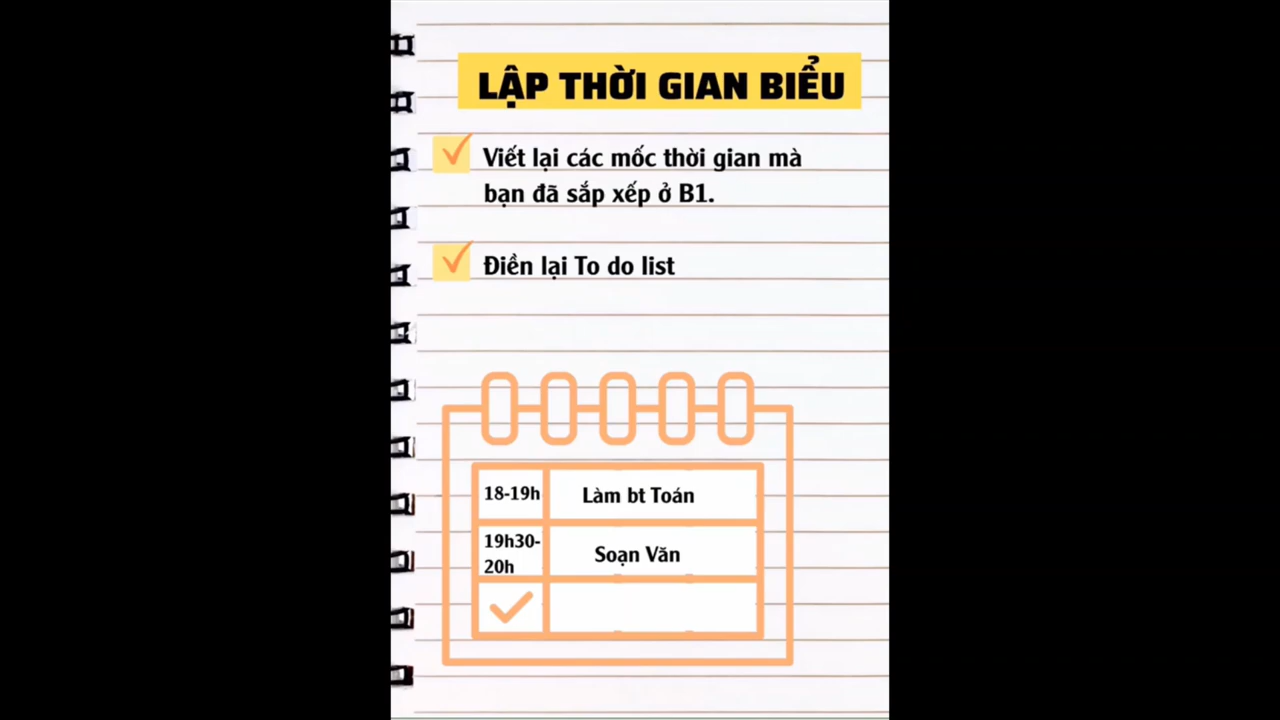 LẬP THỜI GIAN BIỂU
Viết lại các mốc thời gian mà
bạn đã sắp xếp ở B1.
Điền lại To do list
18-19h
Làm bt Toán
19h30-
20h
Soạn Văn